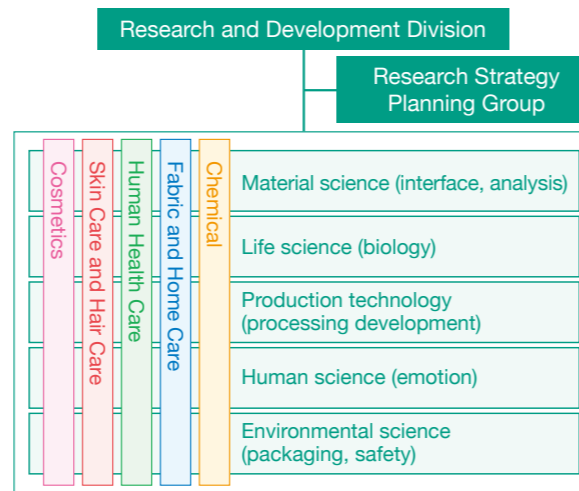 Research and Development Division
Research Strategy
Planning Group
Cosmetics
Skin Care and Hair Care
Human Health Care
Fabric and Home Care
Chemical
Material science (interface, analysis)
Life science (biology)
Production technology
(processing development)
Human science (emotion)
Environmental science
(packaging, safety)